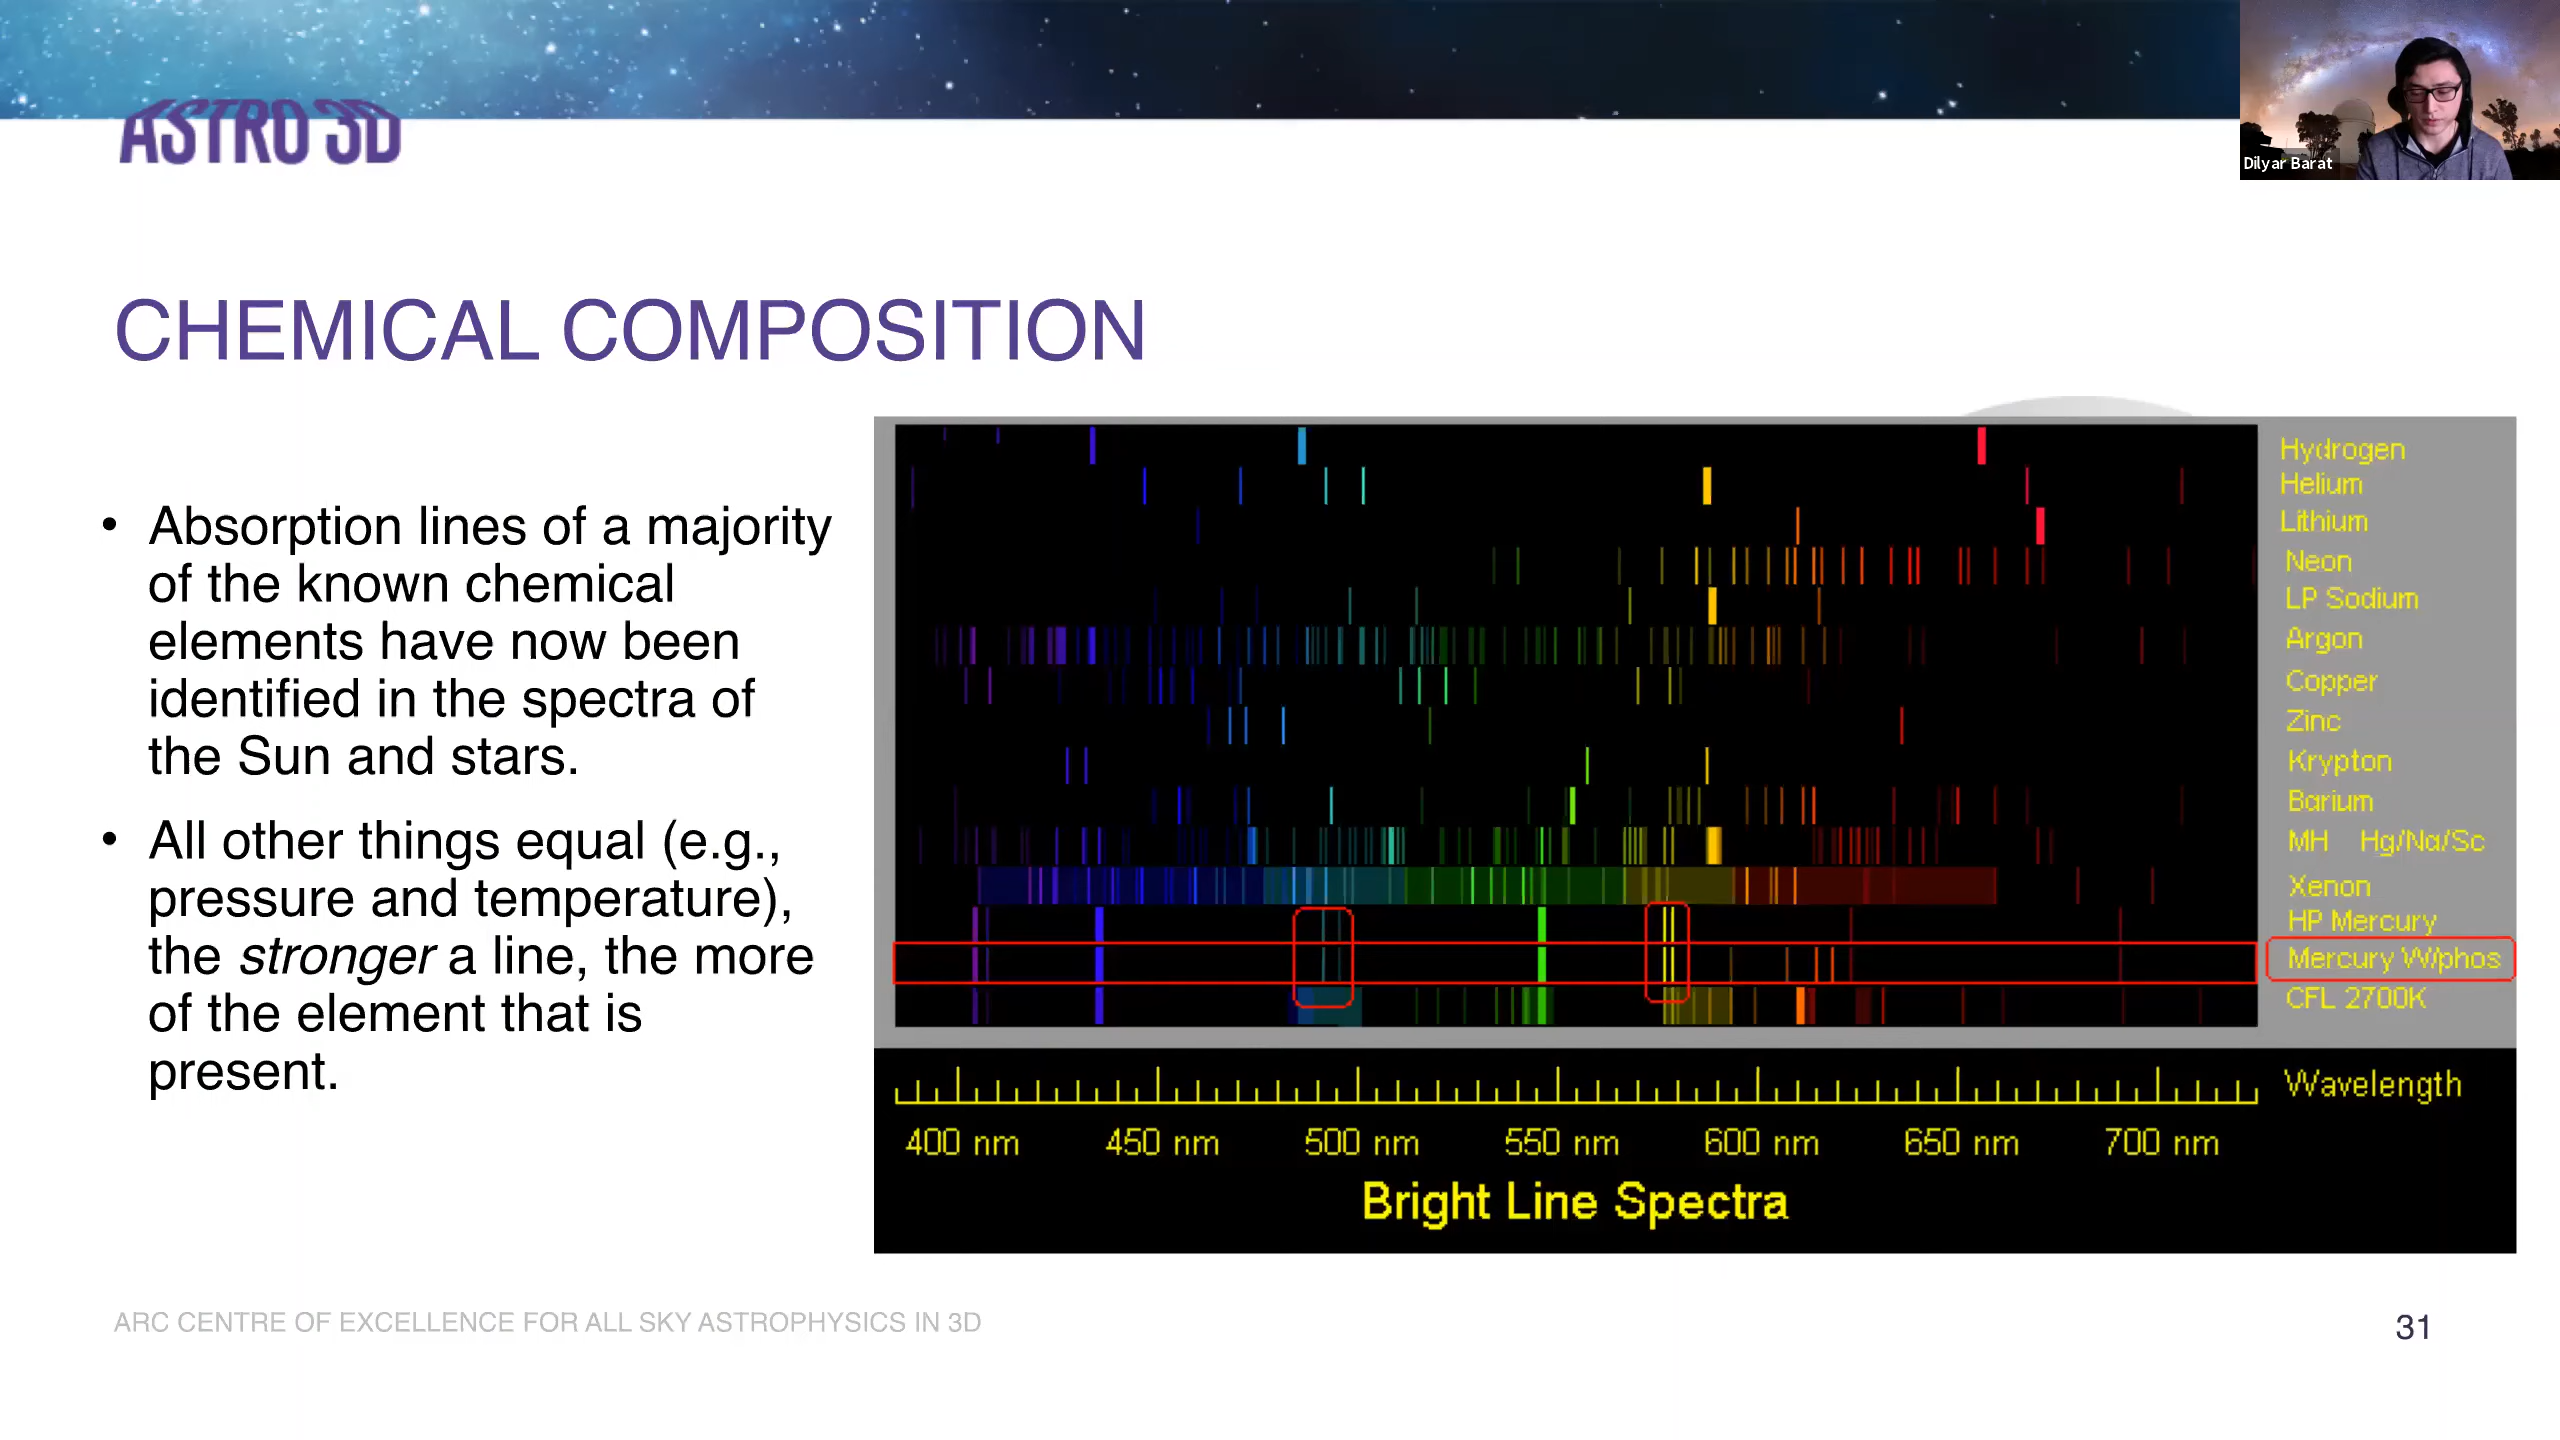 ASTRO 3D
Dilyar Barat
CHEMICAL COMPOSITION
• Absorption lines of a majority
of the known chemical
elements have now been
identified in the spectra of
the Sun and stars.
• All other things equal (e.g.,
pressure and temperature),
the stronger a line, the more
of the element that is
present.
Hydrogen
Helium
Lithium
Neon
LP Sodium
Argon
Copper
Zinc
Krypton
Barium
MH Hg/Na/Sc
Xenon
HP Mercury
Mercury W/phos
CFL 2700K
Wavelength
400 nm 450 nm 500 nm 550 nm 600 nm 650 nm 700 nm
Bright Line Spectra
ARC CENTRE OF EXCELLENCE FOR ALL SKY ASTROPHYSICS IN 3D
31